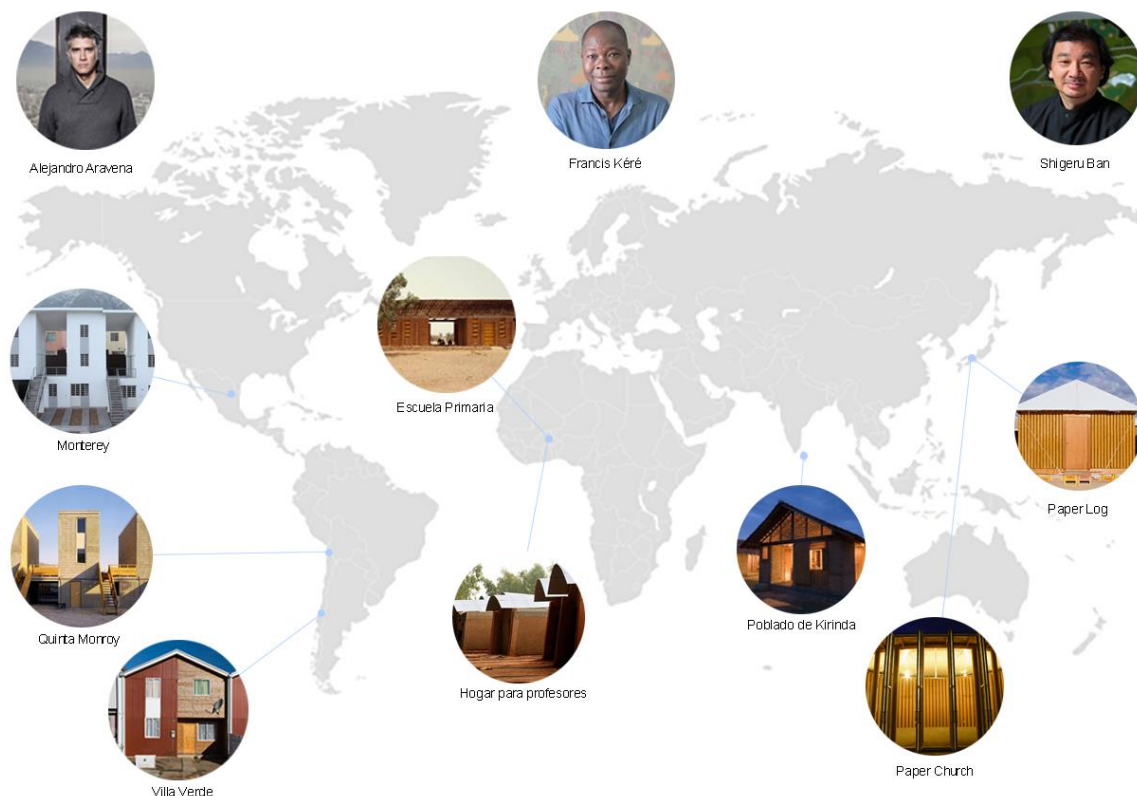 Alejandro Aravena
Francis Kéré
Shigeru Ban
Monterey
Escuela Primaria
Paper Log
Quinta Monroy
Poblado de Kirinda
Hogar para profesores
Paper Church
Villa Verde